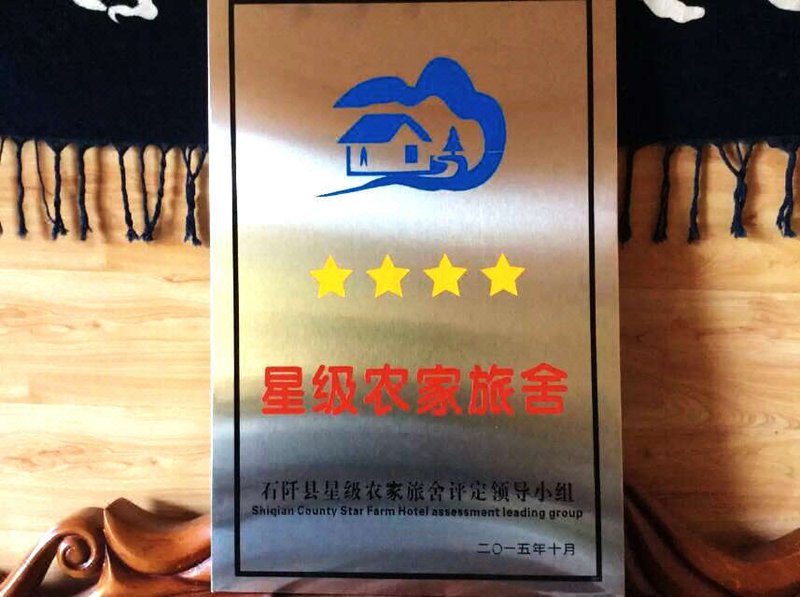 星级农家旅舍
石阡县星级农家旅舍评定领导小组
Shiqian County Star Farm Hotel assessment leading group
二〇一五年十月